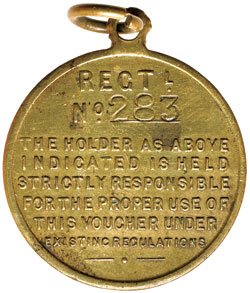 REGTL
No. 283
THE HOLDER AS ABOVE
INDICATED IS HELD
STRICTLY RESPONSIBLE
FOR THE PROPER USE OF
THIS VOUCHER UNDER
EXISTING REGULATIONS